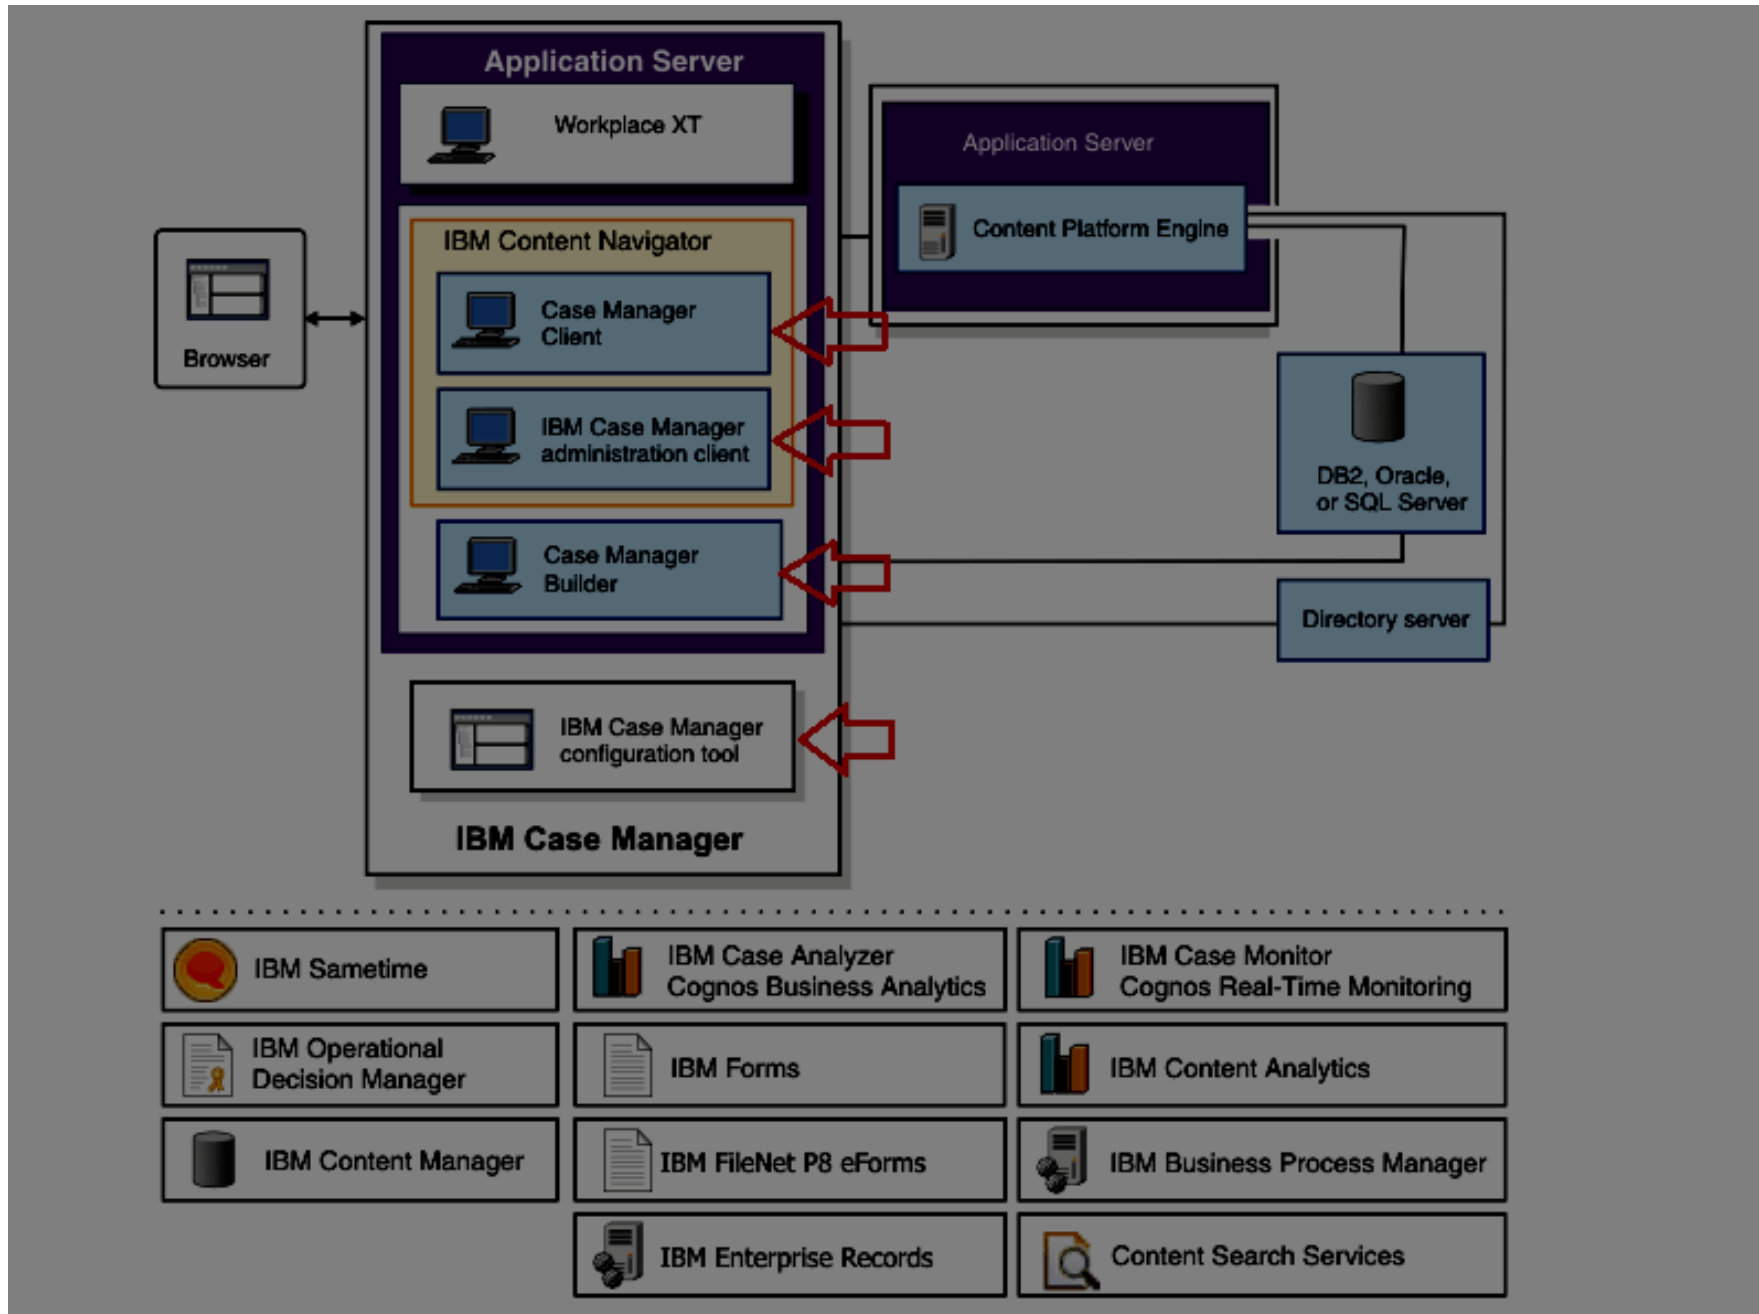 Application Server
Workplace XT
Application Server
IBM Content Navigator
Content Platform Engine
Case Manager
Client
Browser
IBM Case Manager
administration client
DB2, Oracle,
or SQL Server
Case Manager
Builder
Directory server
IBM Case Manager
configuration tool
IBM Case Manager
IBM Sametime
IBM Case Analyzer
Cognos Business Analytics
IBM Case Monitor
Cognos Real-Time Monitoring
IBM Operational
Decision Manager
IBM Forms
IBM Content Analytics
IBM Content Manager
IBM FileNet P8 eForms
IBM Business Process Manager
IBM Enterprise Records
Content Search Services